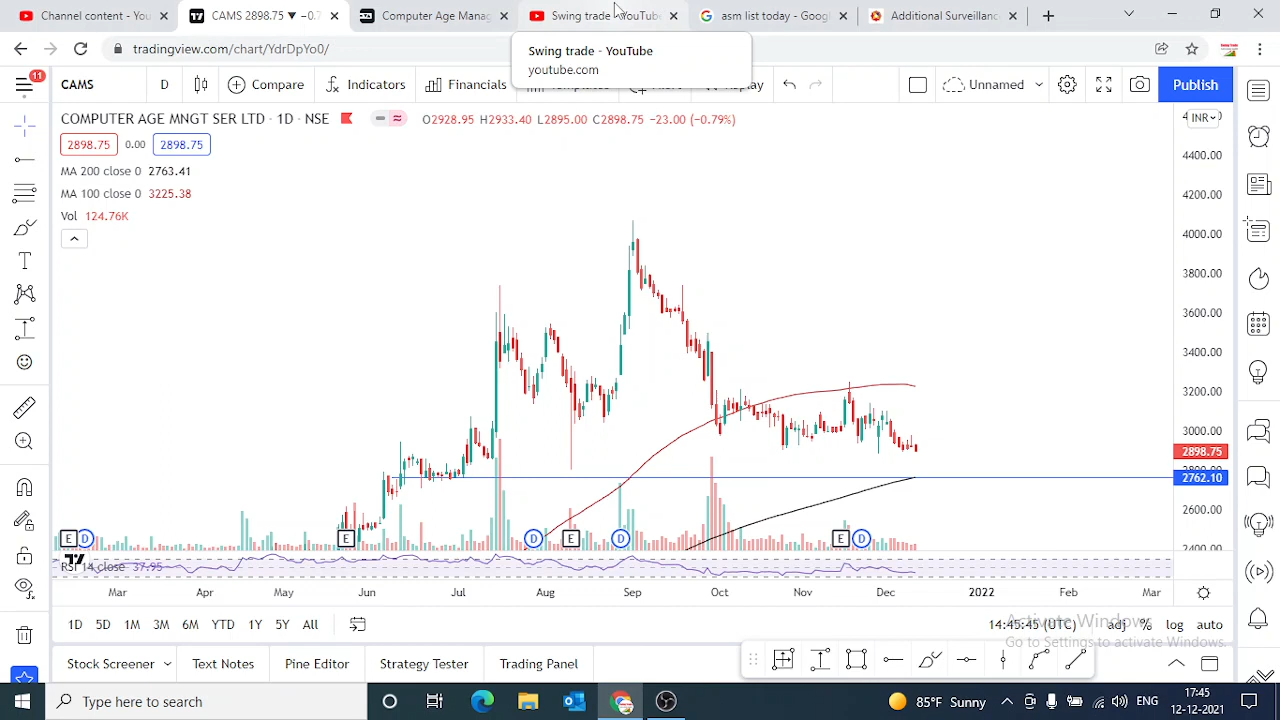 Channel content - You
CAMS 2898.75 ▼ −0.7
Computer Age Manag
Swing trade - YouTube
asm list today - Googl
Additional Surveillanc
tradingview.com/chart/YdrDpYo0/
Swing trade - YouTube
youtube.com
11
CAMS
D
Compare
Indicators
Financials
Unnamed
Publish
COMPUTER AGE MNGT SER LTD · 1D · NSE
O2928.95 H2933.40 L2895.00 C2898.75 −23.00 (−0.79%)
INR
2898.75 0.00 2898.75
MA 200 close 0 2763.41
MA 100 close 0 3225.38
Vol 124.76K
4400.00
4200.00
4000.00
3800.00
3600.00
3400.00
3200.00
3000.00
2898.75
2800.00
2762.10
2600.00
2400.00
E D E D E D E D
RSI 14 close 37.95
Mar Apr May Jun Jul Aug Sep Oct Nov Dec 2022 Feb Mar
1D 5D 1M 3M 6M YTD 1Y 5Y All
14:45:45 (UTC) adj % log auto
Activate Windows
Go to Settings to activate Windows.
Stock Screener Text Notes Pine Editor Strategy Tester Trading Panel
Type here to search
85°F Sunny
ENG
17:45
12-12-2021